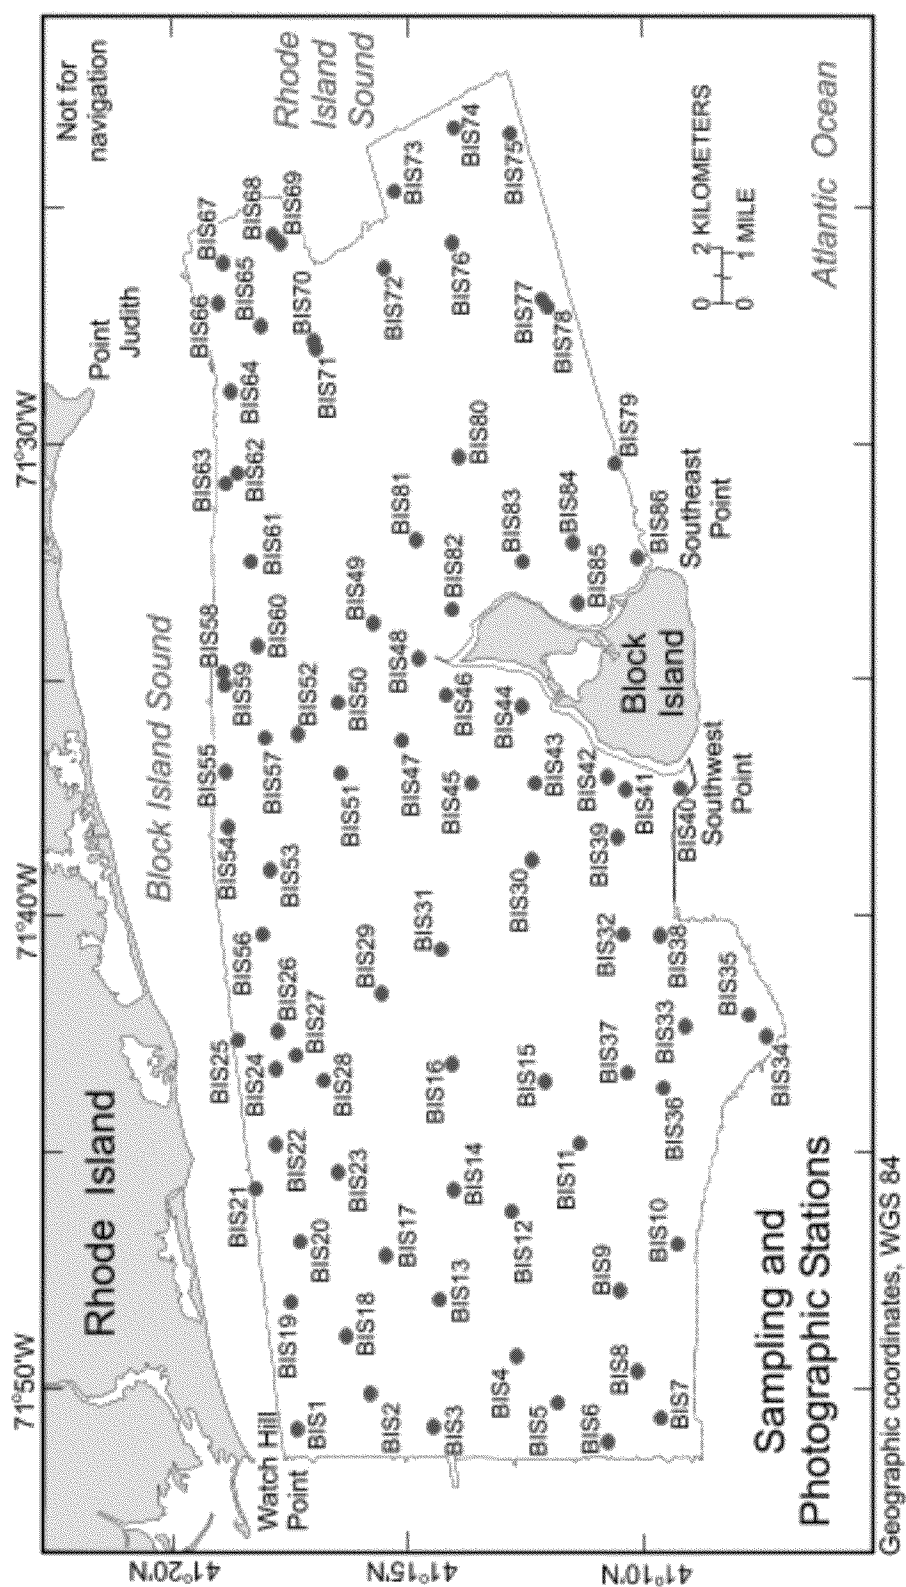 71°50'W
71°40'W
71°30'W
41°20'N
41°15'N
41°10'N
Rhode Island
Point
Judith
Not for
navigation
Block Island Sound
Rhode
Island
Sound
Watch Hill
Point
BIS1
BIS2
BIS3
BIS4
BIS5
BIS6
BIS7
BIS8
BIS9
BIS10
BIS11
BIS12
BIS13
BIS14
BIS15
BIS16
BIS17
BIS18
BIS19
BIS20
BIS21
BIS22
BIS23
BIS24
BIS25
BIS26
BIS27
BIS28
BIS29
BIS30
BIS31
BIS32
BIS33
BIS34
BIS35
BIS36
BIS37
BIS38
BIS39
BIS40
BIS41
BIS42
BIS43
BIS44
BIS45
BIS46
BIS47
BIS48
BIS49
BIS50
BIS51
BIS52
BIS53
BIS54
BIS55
BIS56
BIS57
BIS58
BIS59
BIS60
BIS61
BIS62
BIS63
BIS64
BIS65
BIS66
BIS67
BIS68
BIS69
BIS70
BIS71
BIS72
BIS73
BIS74
BIS75
BIS76
BIS77
BIS78
BIS79
BIS80
BIS81
BIS82
BIS83
BIS84
BIS85
BIS86
Block
Island
Southwest
Point
Southeast
Point
0 2 KILOMETERS
0 1 MILE
Atlantic Ocean
Sampling and
Photographic Stations
Geographic coordinates, WGS 84